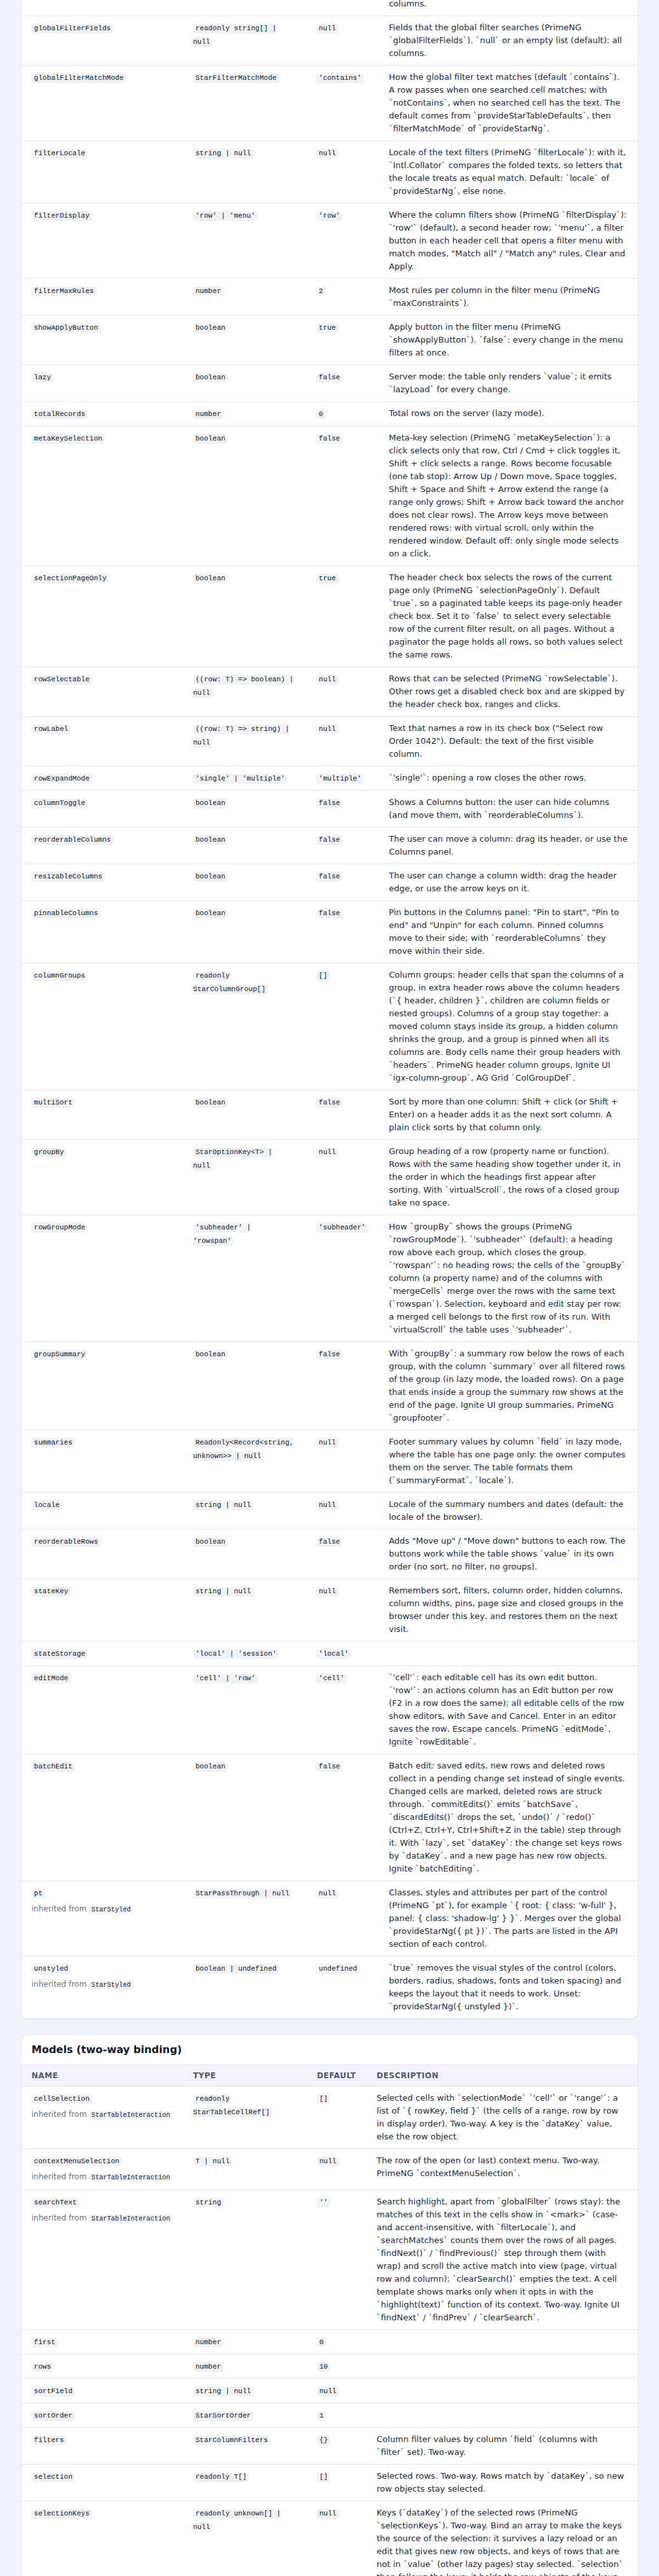 columns.
globalFilterFields readonly string[] | null Fields that the global filter searches (PrimeNG
null `globalFilterFields`). `null` or an empty list (default): all
columns.
globalFilterMatchMode StarFilterMatchMode 'contains' How the global filter text matches (default `contains`).
A row passes when one searched cell matches; with
`notContains`, when no searched cell has the text. The
default comes from `provideStarTableDefaults`, then
`filterMatchMode` of `provideStarNg`.
filterLocale string | null null Locale of the text filters (PrimeNG `filterLocale`): with it,
`Intl.Collator` compares the folded texts, so letters that
the locale treats as equal match. Default: `locale` of
`provideStarNg`, else none.
filterDisplay 'row' | 'menu' 'row' Where the column filters show (PrimeNG `filterDisplay`):
`'row'` (default), a second header row; `'menu'`, a filter
button in each header cell that opens a filter menu with
match modes, "Match all" / "Match any" rules, Clear and
Apply.
filterMaxRules number 2 Most rules per column in the filter menu (PrimeNG
`maxConstraints`).
showApplyButton boolean true Apply button in the filter menu (PrimeNG
`showApplyButton`). `false`: every change in the menu
filters at once.
lazy boolean false Server mode: the table only renders `value`; it emits
`lazyLoad` for every change.
totalRecords number 0 Total rows on the server (lazy mode).
metaKeySelection boolean false Meta-key selection (PrimeNG `metaKeySelection`): a
click selects only that row, Ctrl / Cmd + click toggles it,
Shift + click selects a range. Rows become focusable
(one tab stop): Arrow Up / Down move, Space toggles,
Shift + Space and Shift + Arrow extend the range (a
range only grows; Shift + Arrow back toward the anchor
does not clear rows). The Arrow keys move between
rendered rows: with virtual scroll, only within the
rendered window. Default off: only single mode selects
on a click.
selectionPageOnly boolean true The header check box selects the rows of the current
page only (PrimeNG `selectionPageOnly`). Default
`true`, so a paginated table keeps its page-only header
check box. Set it to `false` to select every selectable
row of the current filter result, on all pages. Without a
paginator the page holds all rows, so both values select
the same rows.
rowSelectable ((row: T) => boolean) | null Rows that can be selected (PrimeNG `rowSelectable`).
null Other rows get a disabled check box and are skipped by
the header check box, ranges and clicks.
rowLabel ((row: T) => string) | null Text that names a row in its check box ("Select row
null Order 1042"). Default: the text of the first visible
column.
rowExpandMode 'single' | 'multiple' 'multiple' `'single'`: opening a row closes the other rows.
columnToggle boolean false Shows a Columns button: the user can hide columns
(and move them, with `reorderableColumns`).
reorderableColumns boolean false The user can move a column: drag its header, or use the
Columns panel.
resizableColumns boolean false The user can change a column width: drag the header
edge, or use the arrow keys on it.
pinnableColumns boolean false Pin buttons in the Columns panel: "Pin to start", "Pin to
end" and "Unpin" for each column. Pinned columns
move to their side; with `reorderableColumns` they
move within their side.
columnGroups readonly [] Column groups: header cells that span the columns of a
StarColumnGroup[] group, in extra header rows above the column headers
(`{ header, children }`, children are column fields or
nested groups). Columns of a group stay together: a
moved column stays inside its group, a hidden column
shrinks the group, and a group is pinned when all its
columns are. Body cells name their group headers with
`headers`. PrimeNG header column groups, Ignite UI
`igx-column-group`, AG Grid `ColGroupDef`.
multiSort boolean false Sort by more than one column: Shift + click (or Shift +
Enter) on a header adds it as the next sort column. A
plain click sorts by that column only.
groupBy StarOptionKey<T> | null Group heading of a row (property name or function).
null Rows with the same heading show together under it, in
the order in which the headings first appear after
sorting. With `virtualScroll`, the rows of a closed group
take no space.
rowGroupMode 'subheader' | 'subheader' How `groupBy` shows the groups (PrimeNG
'rowspan' `rowGroupMode`). `'subheader'` (default): a heading
row above each group, which closes the group.
`'rowspan'`: no heading rows; the cells of the `groupBy`
column (a property name) and of the columns with
`mergeCells` merge over the rows with the same text
(`rowspan`). Selection, keyboard and edit stay per row:
a merged cell belongs to the first row of its run. With
`virtualScroll` the table uses `'subheader'`.
groupSummary boolean false With `groupBy`: a summary row below the rows of each
group, with the column `summary` over all filtered rows
of the group (in lazy mode, the loaded rows). On a page
that ends inside a group the summary row shows at the
end of the page. Ignite UI group summaries, PrimeNG
`groupfooter`.
summaries Readonly<Record<string, null Footer summary values by column `field` in lazy mode,
unknown>> | null where the table has one page only: the owner computes
them on the server. The table formats them
(`summaryFormat`, `locale`).
locale string | null null Locale of the summary numbers and dates (default: the
locale of the browser).
reorderableRows boolean false Adds "Move up" / "Move down" buttons to each row. The
buttons work while the table shows `value` in its own
order (no sort, no filter, no groups).
stateKey string | null null Remembers sort, filters, column order, hidden columns,
column widths, pins, page size and closed groups in the
browser under this key, and restores them on the next
visit.
stateStorage 'local' | 'session' 'local'
editMode 'cell' | 'row' 'cell' `'cell'`: each editable cell has its own edit button.
`'row'`: an actions column has an Edit button per row
(F2 in a row does the same); all editable cells of the row
show editors, with Save and Cancel. Enter in an editor
saves the row, Escape cancels. PrimeNG `editMode`,
Ignite `rowEditable`.
batchEdit boolean false Batch edit: saved edits, new rows and deleted rows
collect in a pending change set instead of single events.
Changed cells are marked, deleted rows are struck
through. `commitEdits()` emits `batchSave`,
`discardEdits()` drops the set, `undo()` / `redo()`
(Ctrl+Z, Ctrl+Y, Ctrl+Shift+Z in the table) step through
it. With `lazy`, set `dataKey`: the change set keys rows
by `dataKey`, and a new page has new row objects.
Ignite `batchEditing`.
pt StarPassThrough | null null Classes, styles and attributes per part of the control
inherited from StarStyled (PrimeNG `pt`), for example `{ root: { class: 'w-full' },
panel: { class: 'shadow-lg' } }`. Merges over the global
`provideStarNg({ pt })`. The parts are listed in the API
section of each control.
unstyled boolean | undefined undefined `true` removes the visual styles of the control (colors,
inherited from StarStyled borders, radius, shadows, fonts and token spacing) and
keeps the layout that it needs to work. Unset:
`provideStarNg({ unstyled })`.
Models (two-way binding)
NAME TYPE DEFAULT DESCRIPTION
cellSelection readonly [] Selected cells with `selectionMode` `'cell'` or `'range'`: a
inherited from StarTableInteraction StarTableCellRef[] list of `{ rowKey, field }` (the cells of a range, row by row
in display order). Two-way. A key is the `dataKey` value,
else the row object.
contextMenuSelection T | null null The row of the open (or last) context menu. Two-way.
inherited from StarTableInteraction PrimeNG `contextMenuSelection`.
searchText string '' Search highlight, apart from `globalFilter` (rows stay): the
inherited from StarTableInteraction matches of this text in the cells show in `<mark>` (case-
and accent-insensitive, with `filterLocale`), and
`searchMatches` counts them over the rows of all pages.
`findNext()` / `findPrevious()` step through them (with
wrap) and scroll the active match into view (page, virtual
row and column); `clearSearch()` empties the text. A cell
template shows marks only when it opts in with the
`highlight(text)` function of its context. Two-way. Ignite UI
`findNext` / `findPrev` / `clearSearch`.
first number 0
rows number 10
sortField string | null null
sortOrder StarSortOrder 1
filters StarColumnFilters {} Column filter values by column `field` (columns with
`filter` set). Two-way.
selection readonly T[] [] Selected rows. Two-way. Rows match by `dataKey`, so new
row objects stay selected.
selectionKeys readonly unknown[] | null Keys (`dataKey`) of the selected rows (PrimeNG
null `selectionKeys`). Two-way. Bind an array to make the keys
the source of the selection: it survives a lazy reload or an
edit that gives new row objects, and keys of rows that are
not in `value` (other lazy pages) stay selected. `selection`